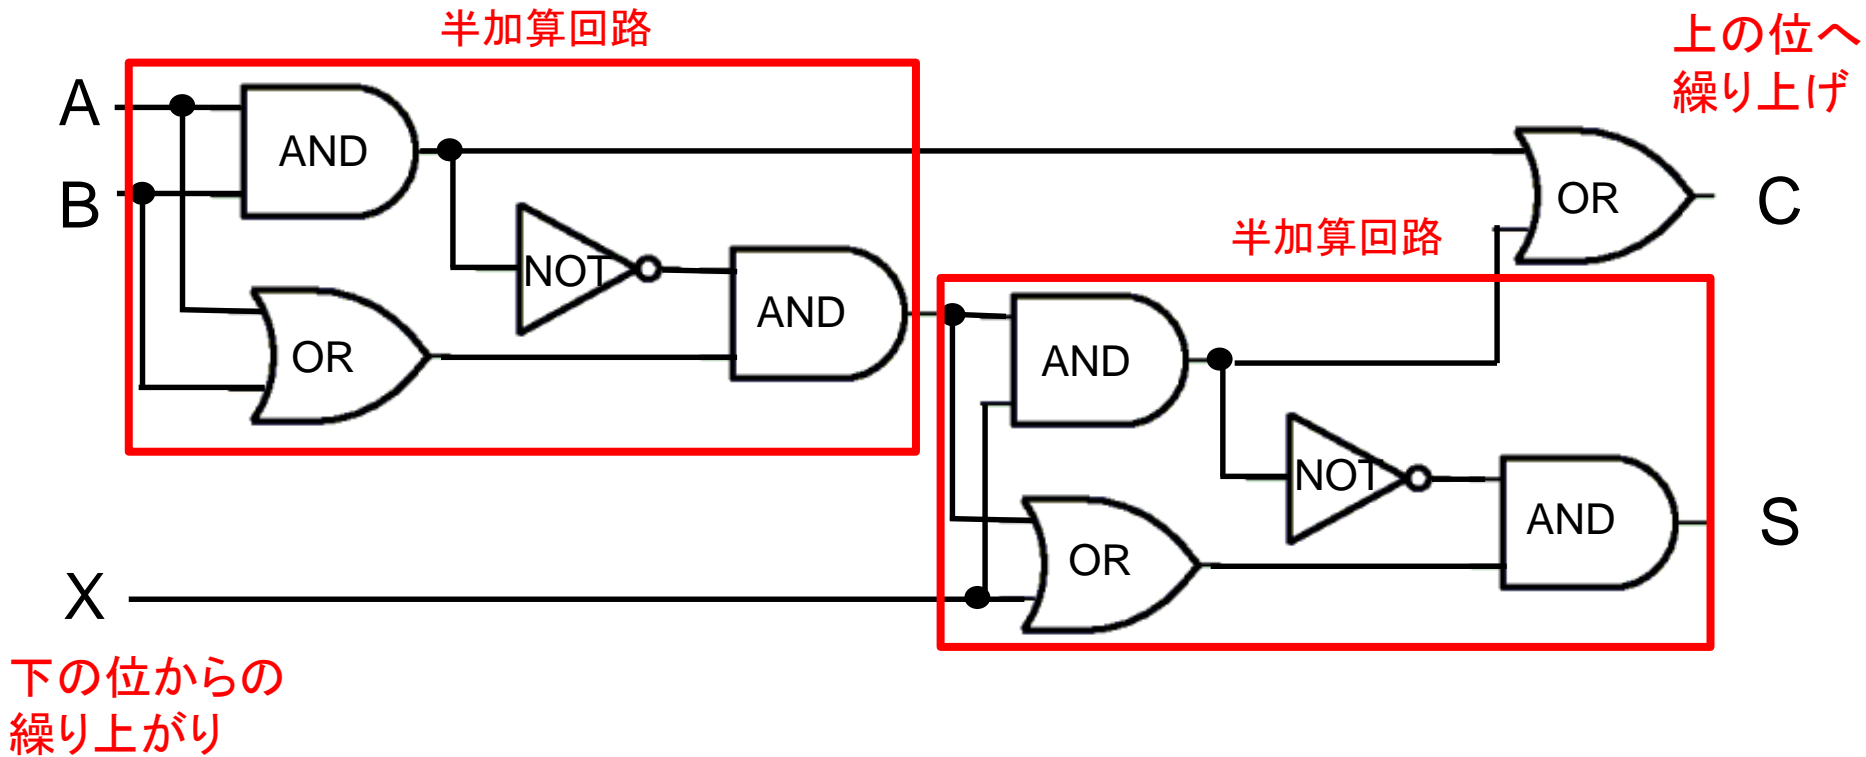 半加算回路
上の位へ
繰り上げ
A
AND
B
OR
C
NOT
半加算回路
AND
OR
AND
NOT
AND
S
OR
X
下の位からの
繰り上がり